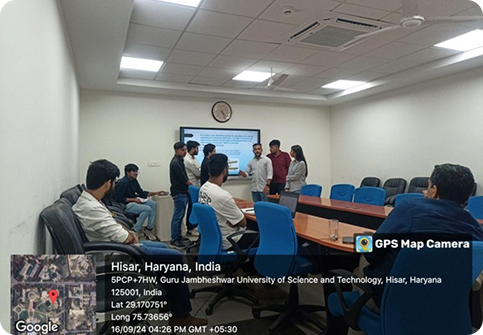 GPS Map Camera
Hisar, Haryana, India
5PCP+7HW, Guru Jambheshwar University of Science and Technology, Hisar, Haryana
125001, India
Lat 29.170751°
Long 75.73656°
16/09/24 04:26 PM GMT +05:30
Google